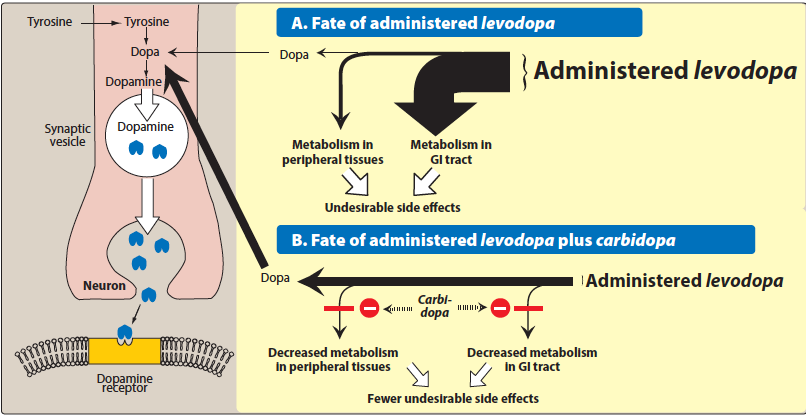 Tyrosine
Tyrosine
Dopa
Dopamine
Dopamine
Synaptic
vesicle
Neuron
Dopamine
receptor
A. Fate of administered levodopa
Dopa
Administered levodopa
Metabolism in
peripheral tissues
Metabolism in
GI tract
Undesirable side effects
B. Fate of administered levodopa plus carbidopa
Dopa
Administered levodopa
Carbi-
dopa
Decreased metabolism
in peripheral tissues
Decreased metabolism
in GI tract
Fewer undesirable side effects